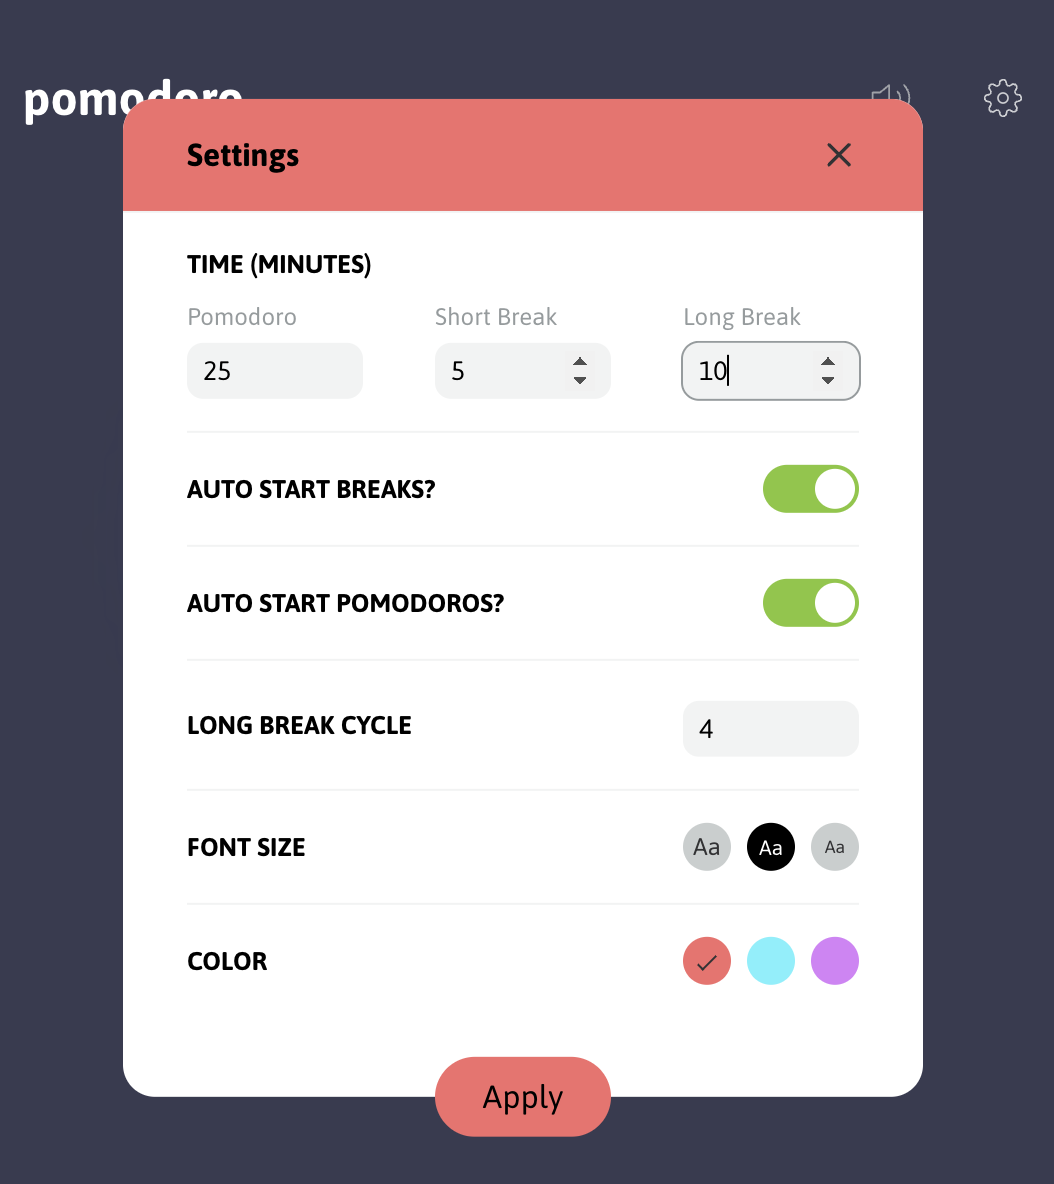 pomodoro
Settings
TIME (MINUTES)
Pomodoro Short Break Long Break
25 5 10
AUTO START BREAKS?
AUTO START POMODOROS?
LONG BREAK CYCLE 4
FONT SIZE Aa Aa Aa
COLOR
Apply